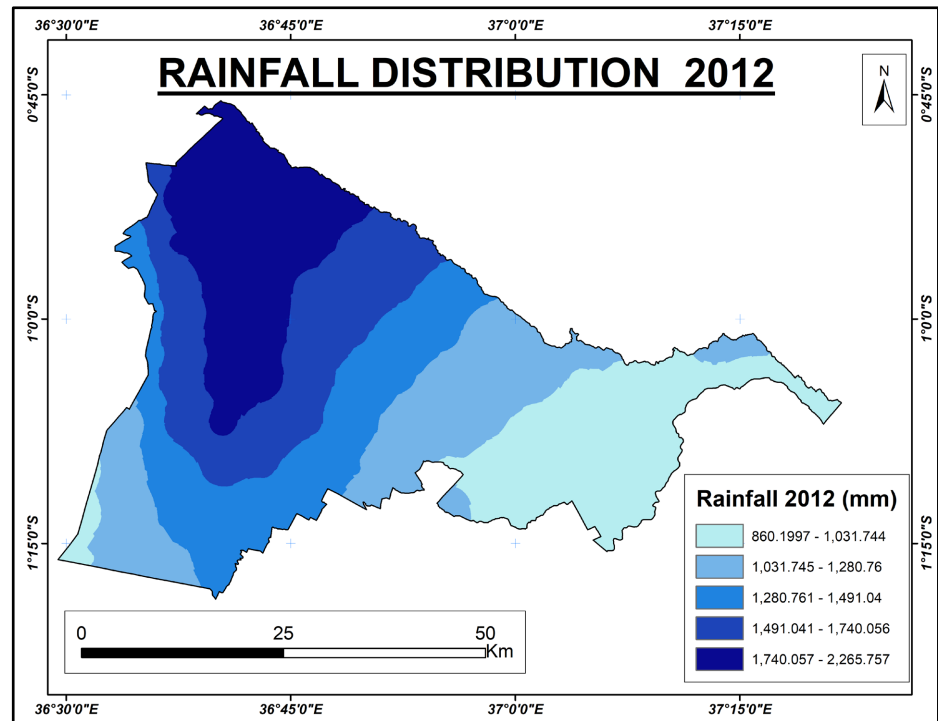 36°30'0"E 36°45'0"E 37°0'0"E 37°15'0"E
RAINFALL DISTRIBUTION  2012
N
0°45'0"S 0°45'0"S
1°0'0"S 1°0'0"S
1°15'0"S 1°15'0"S
Rainfall 2012 (mm)
860.1997 - 1,031.744
1,031.745 - 1,280.76
1,280.761 - 1,491.04
1,491.041 - 1,740.056
1,740.057 - 2,265.757
0 25 50
Km
36°30'0"E 36°45'0"E 37°0'0"E 37°15'0"E